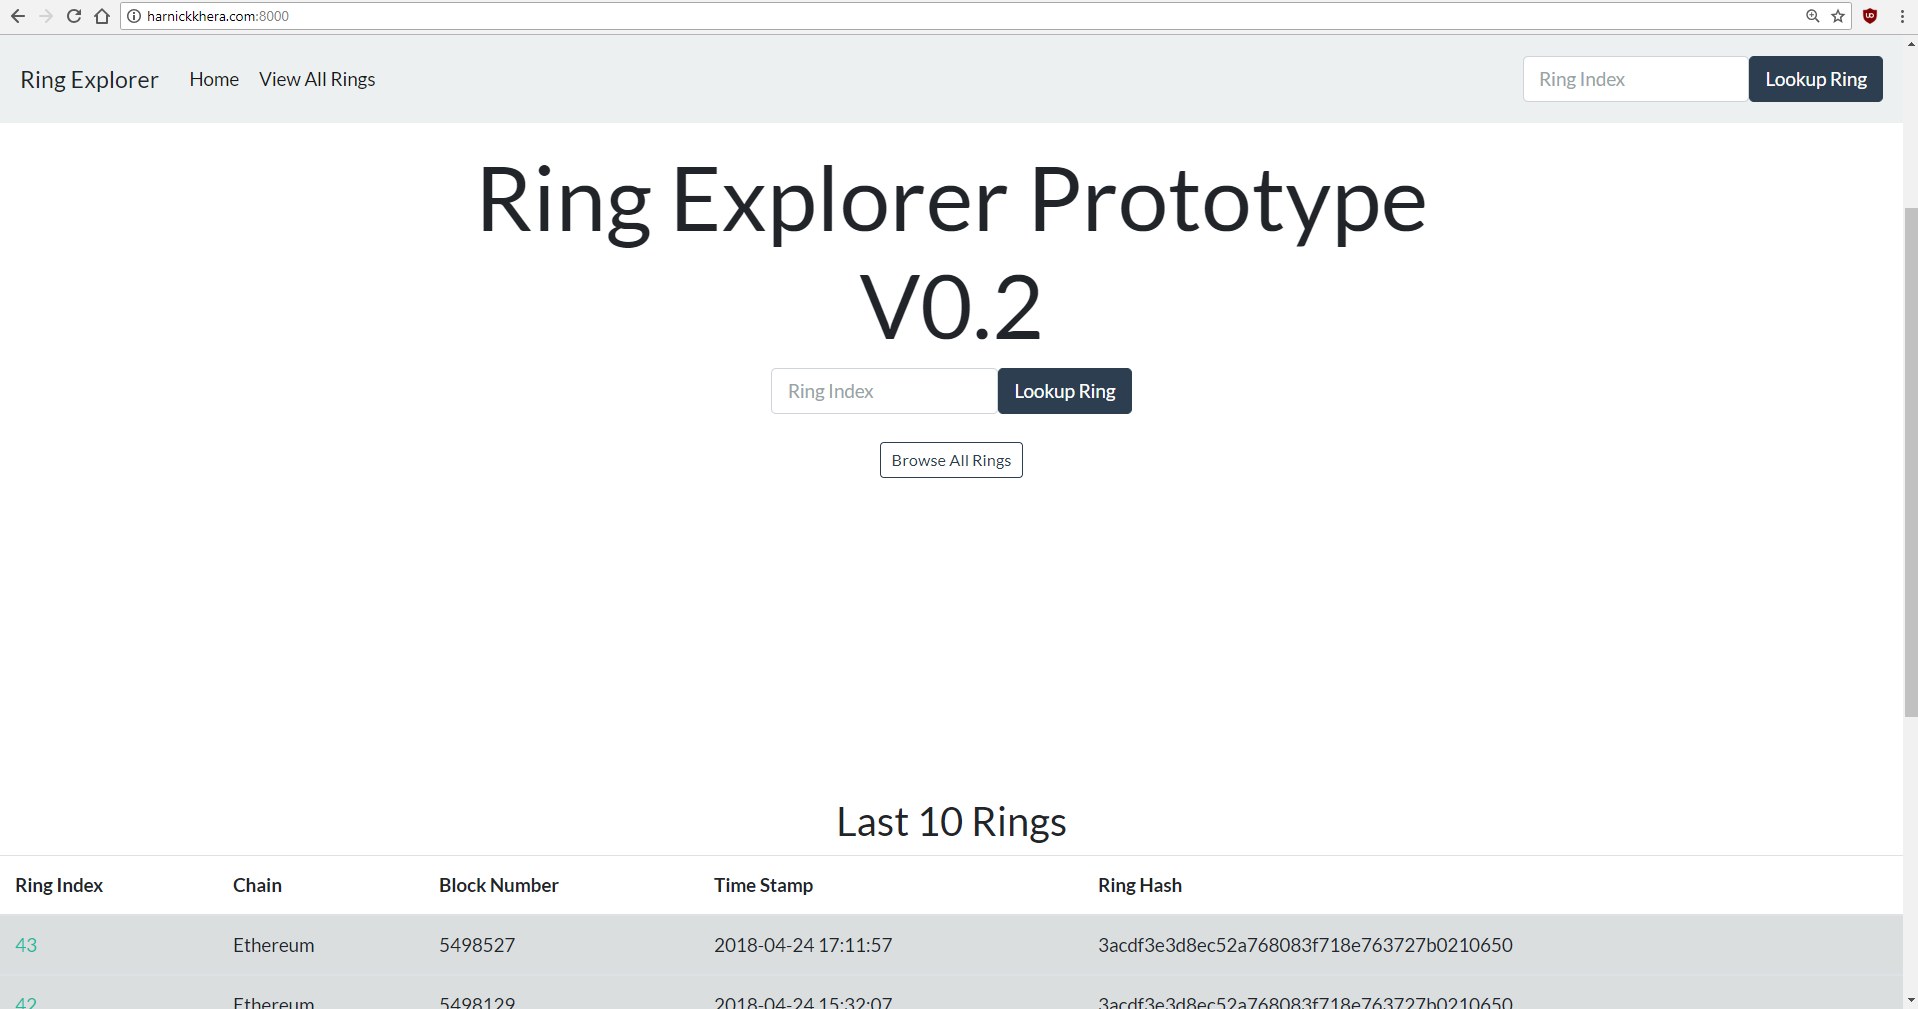 harnickkhera.com:8000
Ring Explorer Home View All Rings Ring Index Lookup Ring
Ring Explorer Prototype
V0.2
Ring Index Lookup Ring
Browse All Rings
Last 10 Rings
Ring Index Chain Block Number Time Stamp Ring Hash
43 Ethereum 5498527 2018-04-24 17:11:57 3acdf3e3d8ec52a768083f718e763727b0210650
42 Ethereum 5498129 2018-04-24 15:32:07 3acdf3e3d8ec52a768083f718e763727b0210650